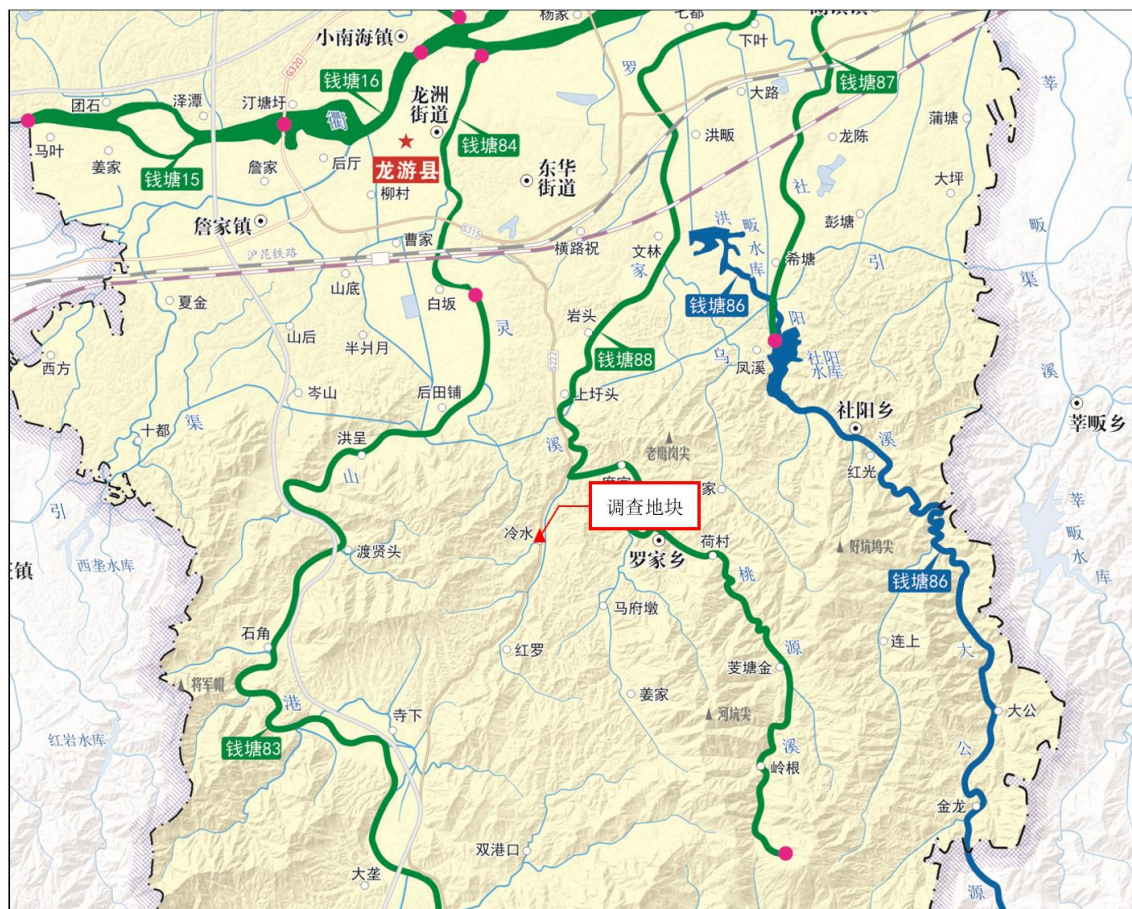 杨家
七都
下叶
小南海镇
G320
钱塘16
罗
钱塘87
团石
泽潭
汀塘圩
龙洲
街道
大路
莘
溪
蒲塘
衢
马叶
姜家
后厅
钱塘84
洪畈
龙陈
钱塘15
詹家
龙游县
东华
街道
柳村
社
大坪
詹家镇
S315
洪
畈
水
库
彭塘
畈
沪昆铁路
曹家
横路祝
文林
希塘
引
渠
家
山底
白坂
钱塘86
夏金
灵
岩头
阳
山后
半爿月
S222
钱塘88
乌
凤溪
社阳
水库
西方
溪
岑山
后田铺
上圩头
社阳乡
莘畈乡
十都
渠
洪呈
溪
老鹰岗尖
溪
红光
山
家
引
调查地块
莘
畈
水
库
冷水
渡贤头
罗家乡
荷村
好坑坞尖
西垄水库
镇
桃
钱塘86
马府墩
石角
红罗
源
连上
大
茭塘金
将军帽
姜家
港
寺下
河坑尖
大公
红岩水库
钱塘83
溪
公
岭根
金龙
双港口
大垄
源